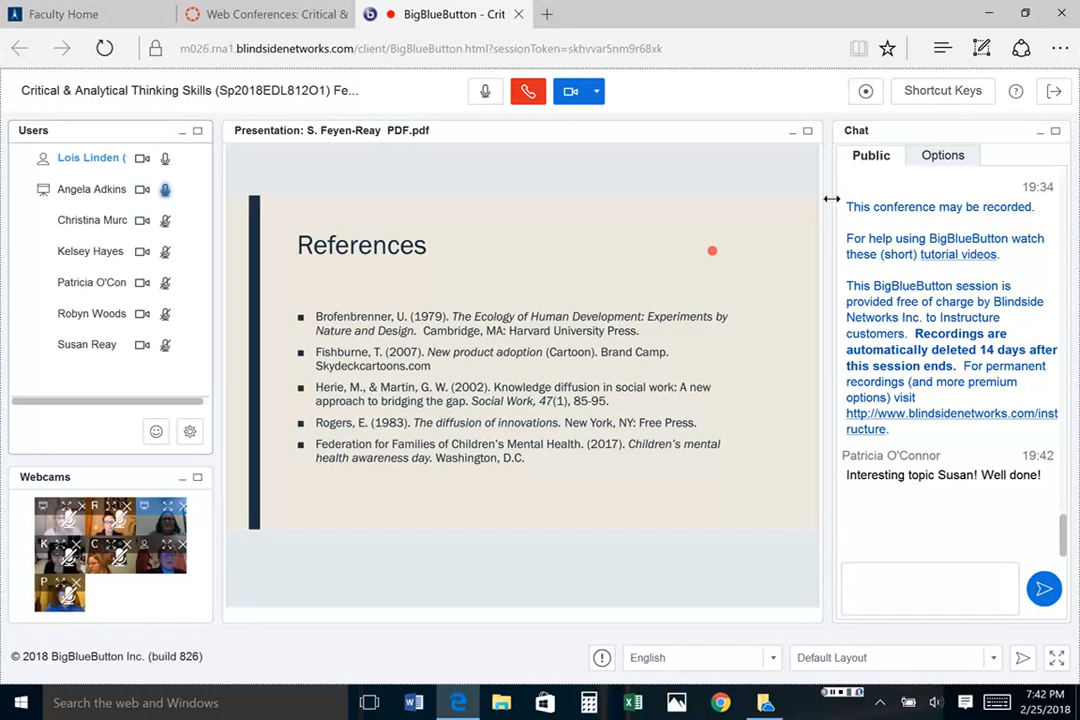 Faculty Home
Web Conferences: Critical &
BigBlueButton - Crit
m026.rna1.blindsidenetworks.com/client/BigBlueButton.html?sessionToken=skhvvar5nm9r68xk
Critical & Analytical Thinking Skills (Sp2018EDL812O1) Fe...
Shortcut Keys
Users
Lois Linden (
Angela Adkins
Christina Murc
Kelsey Hayes
Patricia O'Con
Robyn Woods
Susan Reay
Webcams
R
K
C
P
Presentation: S. Feyen-Reay PDF.pdf
References
Brofenbrenner, U. (1979). The Ecology of Human Development: Experiments by
Nature and Design. Cambridge, MA: Harvard University Press.
Fishburne, T. (2007). New product adoption (Cartoon). Brand Camp.
Skydeckcartoons.com
Herie, M., & Martin, G. W. (2002). Knowledge diffusion in social work: A new
approach to bridging the gap. Social Work, 47(1), 85-95.
Rogers, E. (1983). The diffusion of innovations. New York, NY: Free Press.
Federation for Families of Children's Mental Health. (2017). Children's mental
health awareness day. Washington, D.C.
Chat
Public
Options
19:34
This conference may be recorded.
For help using BigBlueButton watch
these (short) tutorial videos.
This BigBlueButton session is
provided free of charge by Blindside
Networks Inc. to Instructure
customers. Recordings are
automatically deleted 14 days after
this session ends. For permanent
recordings (and more premium
options) visit
http://www.blindsidenetworks.com/inst
ructure.
Patricia O'Connor 19:42
Interesting topic Susan! Well done!
© 2018 BigBlueButton Inc. (build 826)
English
Default Layout
Search the web and Windows
7:42 PM
2/25/2018